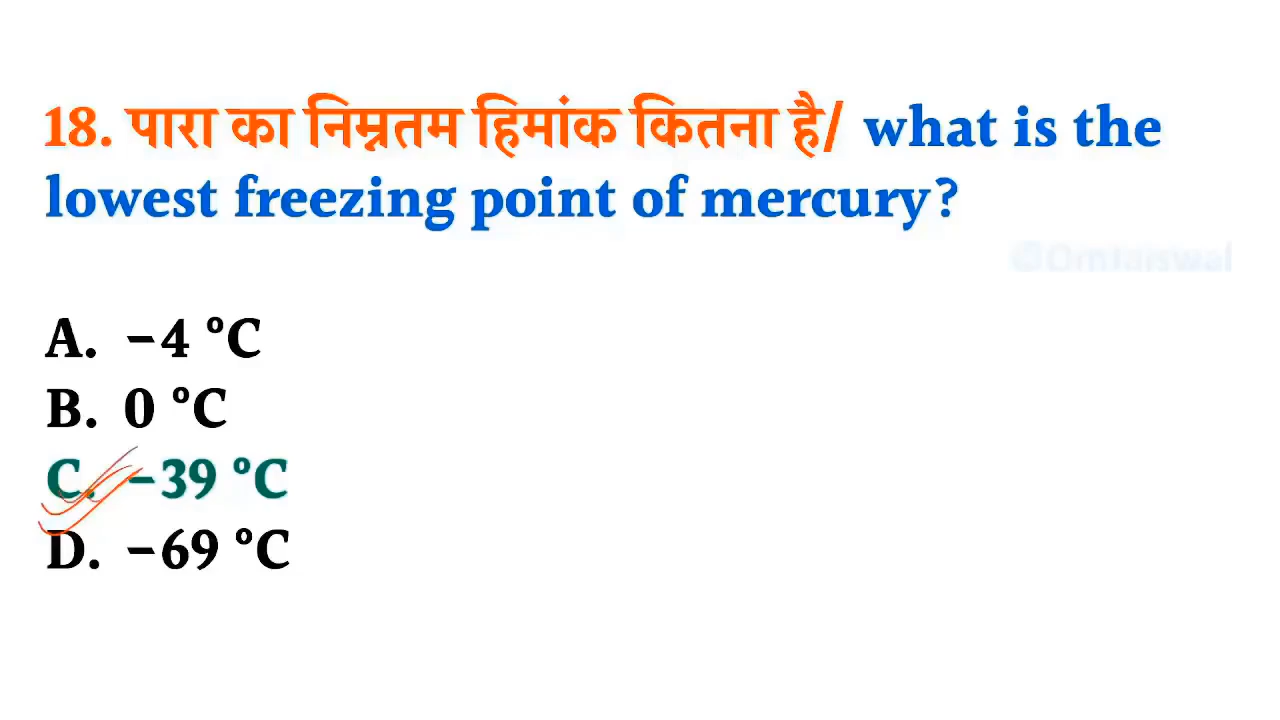 18. पारा का निम्नतम हिमांक कितना है/ what is the
lowest freezing point of mercury?
A. –4 °C
B. 0 °C
C. –39 °C
D. –69 °C